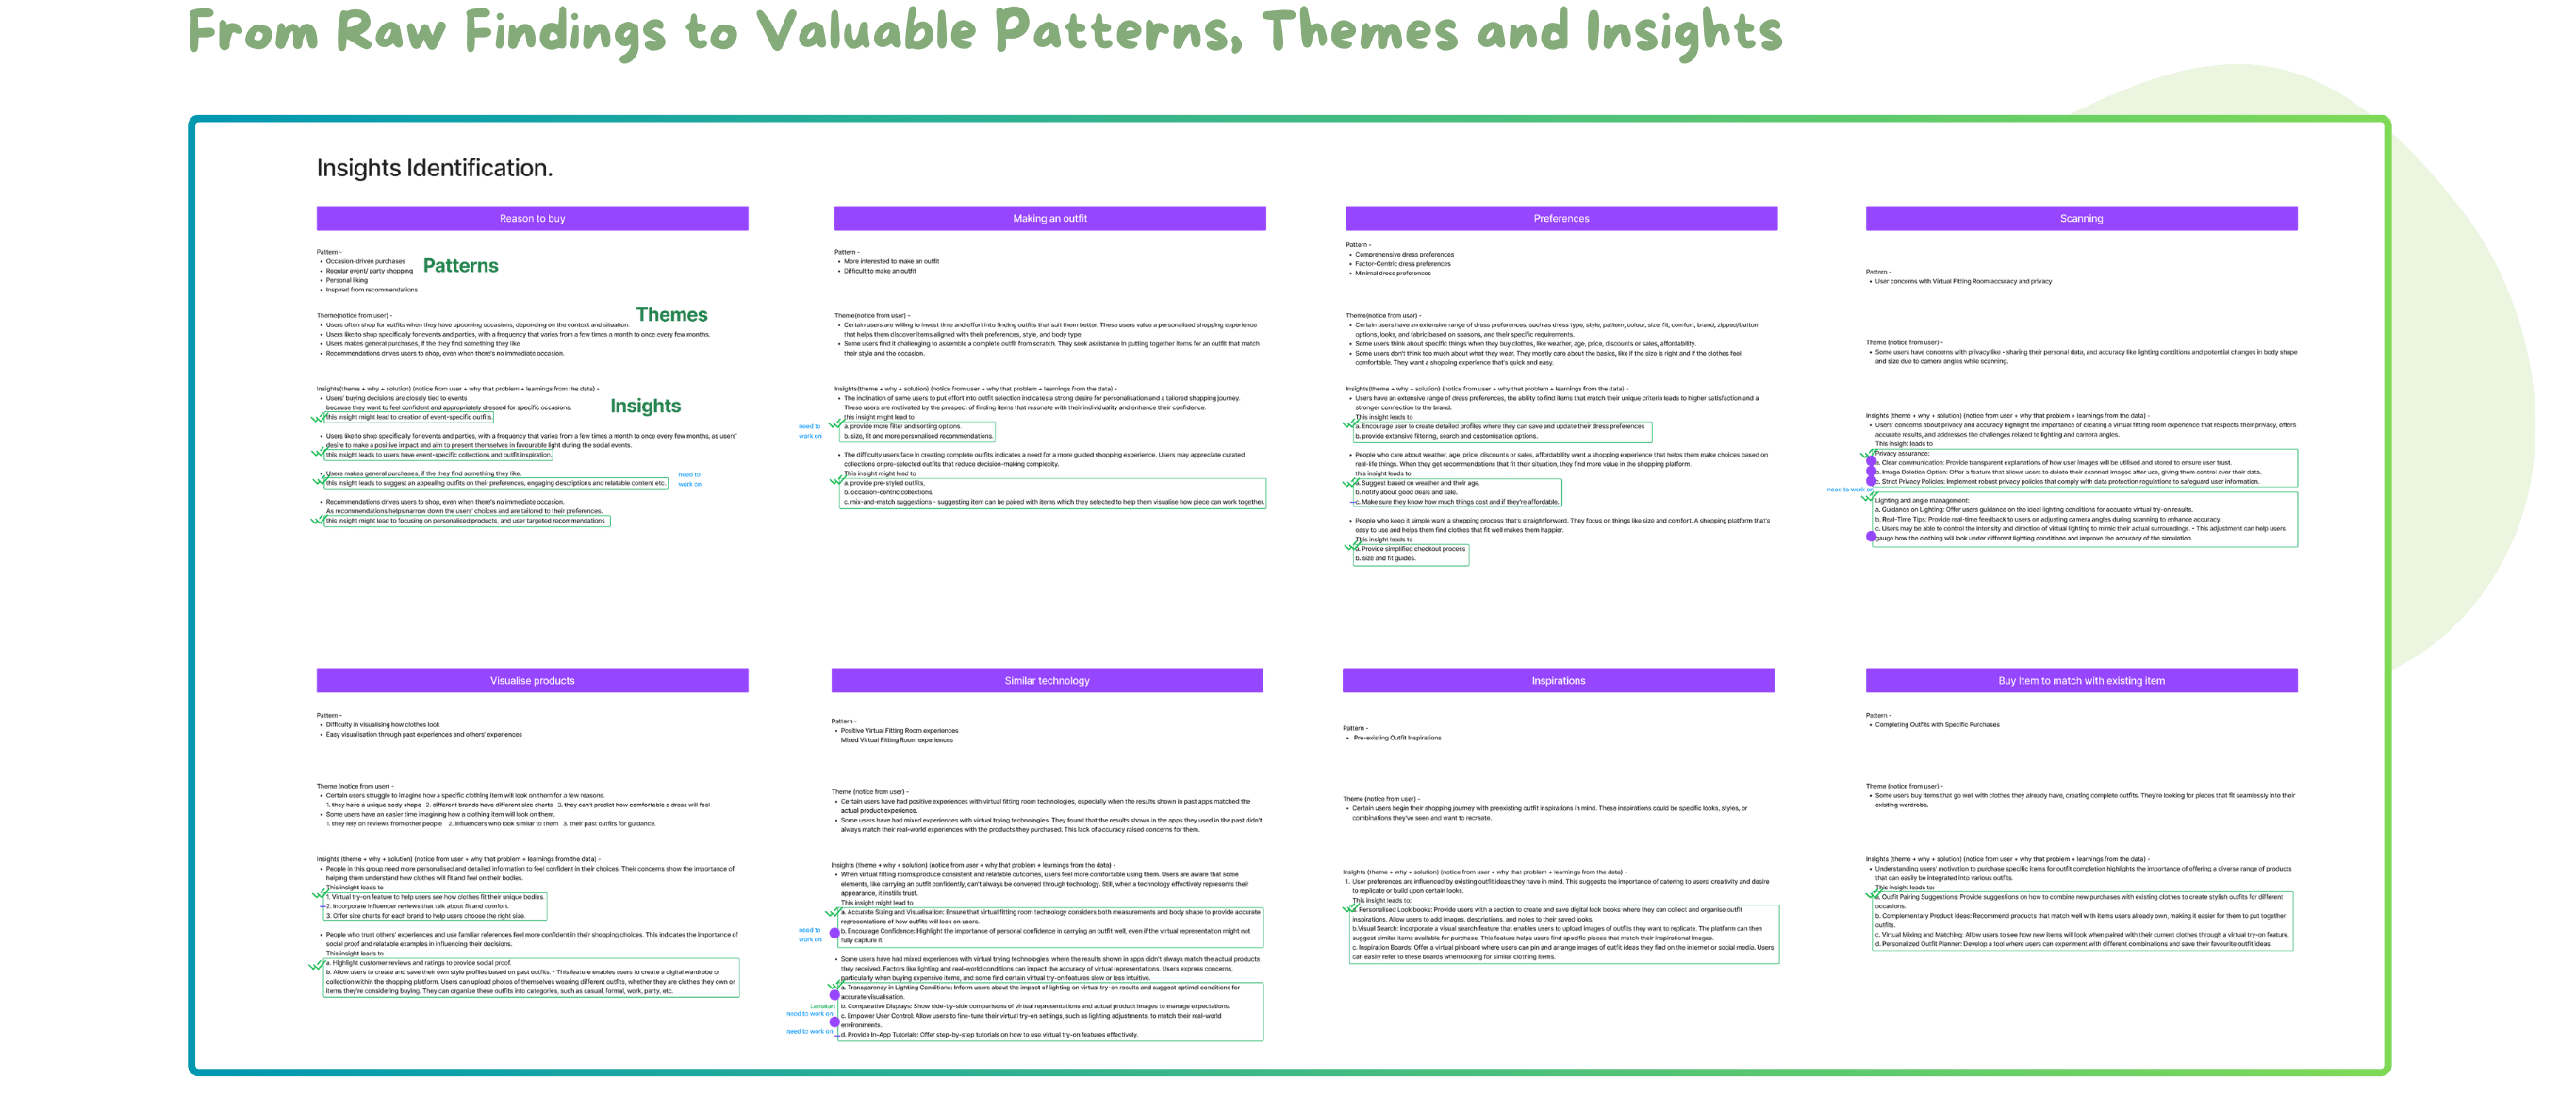 From Raw Findings to Valuable Patterns, Themes and Insights
Insights Identification.
Reason to buy
Pattern -
• Occasion-driven purchases
• Regular event/ party shopping
• Personal liking
• Inspired from recommendations
Patterns
Themes
Theme(notice from user) -
• Users often shop for outfits when they have upcoming occasions, depending on the context and situation.
• Users like to shop specifically for events and parties, with a frequency that varies from a few times a month to once every few months.
• Users makes general purchases, if the they find something they like
• Recommendations drives users to shop, even when there's no immediate occasion.
Insights(theme + why + solution) (notice from user + why that problem + learnings from the data) -
• Users' buying decisions are closely tied to events
because they want to feel confident and appropriately dressed for specific occasions.
this insight might lead to creation of event-specific outfits.
Insights
• Users like to shop specifically for events and parties, with a frequency that varies from a few times a month to once every few months, as users'
desire to make a positive impact and aim to present themselves in favourable light during the social events.
this insight leads to users have event-specific collections and outfit inspiration.
• Users makes general purchases, if the they find something they like.
this insight leads to suggest an appealing outfits on their preferences, engaging descriptions and relatable content etc.
need to
work on
• Recommendations drives users to shop, even when there's no immediate occasion.
As recommendations helps narrow down the users' choices and are tailored to their preferences.
this insight might lead to focusing on personalised products, and user targeted recommendations
Making an outfit
Pattern -
• More interested to make an outfit
• Difficult to make an outfit
Theme(notice from user) -
• Certain users are willing to invest time and effort into finding outfits that suit them better. These users value a personalised shopping experience
that helps them discover items aligned with their preferences, style, and body type.
• Some users find it challenging to assemble a complete outfit from scratch. They seek assistance in putting together items for an outfit that match
their style and the occasion.
Insights(theme + why + solution) (notice from user + why that problem + learnings from the data) -
• The inclination of some users to put effort into outfit selection indicates a strong desire for personalisation and a tailored shopping journey.
These users are motivated by the prospect of finding items that resonate with their individuality and enhance their confidence.
this insight might lead to
need to
work on
a. provide more filter and sorting options.
b. size, fit and more personalised recommendations.
• The difficulty users face in creating complete outfits indicates a need for a more guided shopping experience. Users may appreciate curated
collections or pre-selected outfits that reduce decision-making complexity.
This insight might lead to
a. provide pre-styled outfits,
b. occasion-centric collections,
c. mix-and-match suggestions - suggesting item can be paired with items which they selected to help them visualise how piece can work together.
Preferences
Pattern -
• Comprehensive dress preferences
• Factor-Centric dress preferences
• Minimal dress preferences
Theme(notice from user) -
• Certain users have an extensive range of dress preferences, such as dress type, style, pattern, colour, size, fit, comfort, brand, zipped/button
options, looks, and fabric based on seasons, and their specific requirements.
• Some users think about specific things when they buy clothes, like weather, age, price, discounts or sales, affordability.
• Some users don't think too much about what they wear. They mostly care about the basics, like if the size is right and if the clothes feel
comfortable. They want a shopping experience that's quick and easy.
Insights(theme + why + solution) (notice from user + why that problem + learnings from the data) -
• Users have an extensive range of dress preferences, the ability to find items that match their unique criteria leads to higher satisfaction and a
stronger connection to the brand.
This insight leads to
a. Encourage user to create detailed profiles where they can save and update their dress preferences
b. provide extensive filtering, search and customisation options.
• People who care about weather, age, price, discounts or sales, affordability want a shopping experience that helps them make choices based on
real-life things. When they get recommendations that fit their situation, they find more value in the shopping platform.
this insight leads to
a. Suggest based on weather and their age.
b. notify about good deals and sale.
c. Make sure they know how much things cost and if they're affordable.
• People who keep it simple want a shopping process that's straightforward. They focus on things like size and comfort. A shopping platform that's
easy to use and helps them find clothes that fit well makes them happier.
This insight leads to
a. Provide simplified checkout process
b. size and fit guides.
Scanning
Pattern -
• User concerns with Virtual Fitting Room accuracy and privacy
Theme (notice from user) -
• Some users have concerns with privacy like - sharing their personal data, and accuracy like lighting conditions and potential changes in body shape
and size due to camera angles while scanning.
Insights (theme + why + solution) (notice from user + why that problem + learnings from the data) -
• Users' concerns about privacy and accuracy highlight the importance of creating a virtual fitting room experience that respects their privacy, offers
accurate results, and addresses the challenges related to lighting and camera angles.
This insight leads to
Privacy assurance:
a. Clear communication: Provide transparent explanations of how user images will be utilised and stored to ensure user trust.
b. Image Deletion Option: Offer a feature that allows users to delete their scanned images after use, giving them control over their data.
c. Strict Privacy Policies: Implement robust privacy policies that comply with data protection regulations to safeguard user information.
need to work on
Lighting and angle management:
a. Guidance on Lighting: Offer users guidance on the ideal lighting conditions for accurate virtual try-on results.
b. Real-Time Tips: Provide real-time feedback to users on adjusting camera angles during scanning to enhance accuracy.
c. Users may be able to control the intensity and direction of virtual lighting to mimic their actual surroundings. - This adjustment can help users
gauge how the clothing will look under different lighting conditions and improve the accuracy of the simulation.
Visualise products
Pattern -
• Difficulty in visualising how clothes look
• Easy visualisation through past experiences and others' experiences
Theme (notice from user) -
• Certain users struggle to imagine how a specific clothing item will look on them for a few reasons.
1. they have a unique body shape 2. different brands have different size charts 3. they can't predict how comfortable a dress will feel
• Some users have an easier time imagining how a clothing item will look on them.
1. they rely on reviews from other people 2. Influencers who look similar to them 3. their past outfits for guidance.
Insights (theme + why + solution) (notice from user + why that problem + learnings from the data) -
• People in this group need more personalised and detailed information to feel confident in their choices. Their concerns show the importance of
helping them understand how clothes will fit and feel on their bodies.
This insight leads to
1. Virtual try-on feature to help users see how clothes fit their unique bodies.
2. Incorporate influencer reviews that talk about fit and comfort.
3. Offer size charts for each brand to help users choose the right size.
• People who trust others' experiences and use familiar references feel more confident in their shopping choices. This indicates the importance of
social proof and relatable examples in influencing their decisions.
This insight leads to
a. Highlight customer reviews and ratings to provide social proof.
b. Allow users to create and save their own style profiles based on past outfits. - This feature enables users to create a digital wardrobe or
collection within the shopping platform. Users can upload photos of themselves wearing different outfits, whether they are clothes they own or
items they're considering buying. They can organize these outfits into categories, such as casual, formal, work, party, etc.
Similar technology
Pattern -
• Positive Virtual Fitting Room experiences
Mixed Virtual Fitting Room experiences
Theme (notice from user) -
• Certain users have had positive experiences with virtual fitting room technologies, especially when the results shown in past apps matched the
actual product experience.
• Some users have had mixed experiences with virtual trying technologies. They found that the results shown in the apps they used in the past didn't
always match their real-world experiences with the products they purchased. This lack of accuracy raised concerns for them.
Insights (theme + why + solution) (notice from user + why that problem + learnings from the data) -
• When virtual fitting rooms produce consistent and relatable outcomes, users feel more comfortable using them. Users are aware that some
elements, like carrying an outfit confidently, can't always be conveyed through technology. Still, when a technology effectively represents their
appearance, it instills trust.
This insight might lead to
a. Accurate Sizing and Visualisation: Ensure that virtual fitting room technology considers both measurements and body shape to provide accurate
representations of how outfits will look on users.
need to
work on
b. Encourage Confidence: Highlight the importance of personal confidence in carrying an outfit well, even if the virtual representation might not
fully capture it.
• Some users have had mixed experiences with virtual trying technologies, where the results shown in apps didn't always match the actual products
they received. Factors like lighting and real-world conditions can impact the accuracy of virtual representations. Users express concerns,
particularly when buying expensive items, and some find certain virtual try-on features slow or less intuitive.
a. Transparency in Lighting Conditions: Inform users about the impact of lighting on virtual try-on results and suggest optimal conditions for
accurate visualisation.
Lenskart
b. Comparative Displays: Show side-by-side comparisons of virtual representations and actual product images to manage expectations.
need to work on
c. Empower User Control: Allow users to fine-tune their virtual try-on settings, such as lighting adjustments, to match their real-world
environments.
need to work on
d. Provide In-App Tutorials: Offer step-by-step tutorials on how to use virtual try-on features effectively.
Inspirations
Pattern -
• Pre-existing Outfit Inspirations
Theme (notice from user) -
• Certain users begin their shopping journey with preexisting outfit inspirations in mind. These inspirations could be specific looks, styles, or
combinations they've seen and want to recreate.
Insights (theme + why + solution) (notice from user + why that problem + learnings from the data) -
1. User preferences are influenced by existing outfit ideas they have in mind. This suggests the importance of catering to users' creativity and desire
to replicate or build upon certain looks.
This insight leads to:
a. Personalised Look books: Provide users with a section to create and save digital look books where they can collect and organise outfit
inspirations. Allow users to add images, descriptions, and notes to their saved looks.
b.Visual Search: incorporate a visual search feature that enables users to upload images of outfits they want to replicate. The platform can then
suggest similar items available for purchase. This feature helps users find specific pieces that match their inspirational images.
c. Inspiration Boards: Offer a virtual pinboard where users can pin and arrange images of outfit ideas they find on the internet or social media. Users
can easily refer to these boards when looking for similar clothing items.
Buy Item to match with existing item
Pattern -
• Completing Outfits with Specific Purchases
Theme (notice from user) -
• Some users buy items that go well with clothes they already have, creating complete outfits. They're looking for pieces that fit seamlessly into their
existing wardrobe.
Insights (theme + why + solution) (notice from user + why that problem + learnings from the data) -
• Understanding users' motivation to purchase specific items for outfit completion highlights the importance of offering a diverse range of products
that can easily be integrated into various outfits.
This insight leads to:
a. Outfit Pairing Suggestions: Provide suggestions on how to combine new purchases with existing clothes to create stylish outfits for different
occasions.
b. Complementary Product ideas: Recommend products that match well with items users already own, making it easier for them to put together
outfits.
c. Virtual Mixing and Matching: Allow users to see how new items will look when paired with their current clothes through a virtual try-on feature.
d. Personalized Outfit Planner: Develop a tool where users can experiment with different combinations and save their favourite outfit ideas.